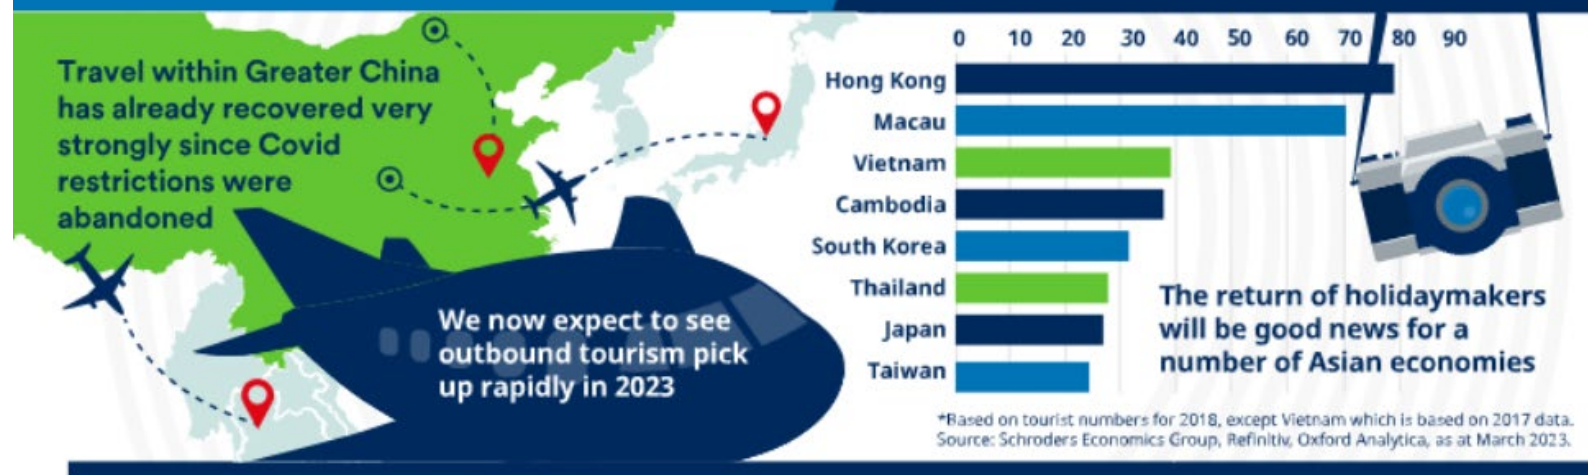 Travel within Greater China
has already recovered very
strongly since Covid
restrictions were
abandoned
We now expect to see
outbound tourism pick
up rapidly in 2023
0 10 20 30 40 50 60 70 80 90
Hong Kong
Macau
Vietnam
Cambodia
South Korea
Thailand
Japan
Taiwan
The return of holidaymakers
will be good news for a
number of Asian economies
*Based on tourist numbers for 2018, except Vietnam which is based on 2017 data.
Source: Schroders Economics Group, Refinitiv, Oxford Analytica, as at March 2023.